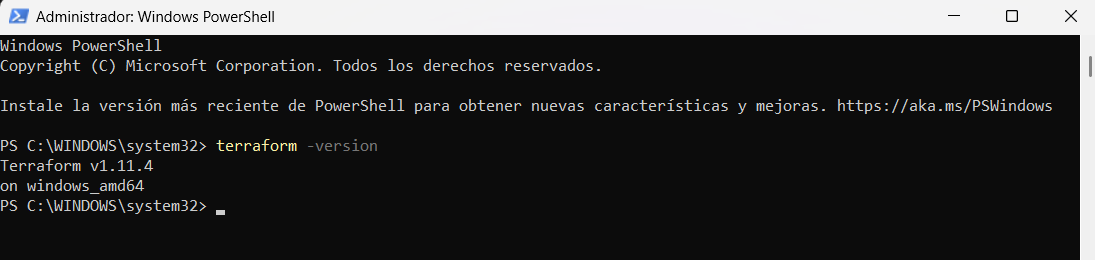 Administrador: Windows PowerShell
Windows PowerShell
Copyright (C) Microsoft Corporation. Todos los derechos reservados.
Instale la versión más reciente de PowerShell para obtener nuevas características y mejoras. https://aka.ms/PSWindows
PS C:\WINDOWS\system32> terraform -version
Terraform v1.11.4
on windows_amd64
PS C:\WINDOWS\system32>